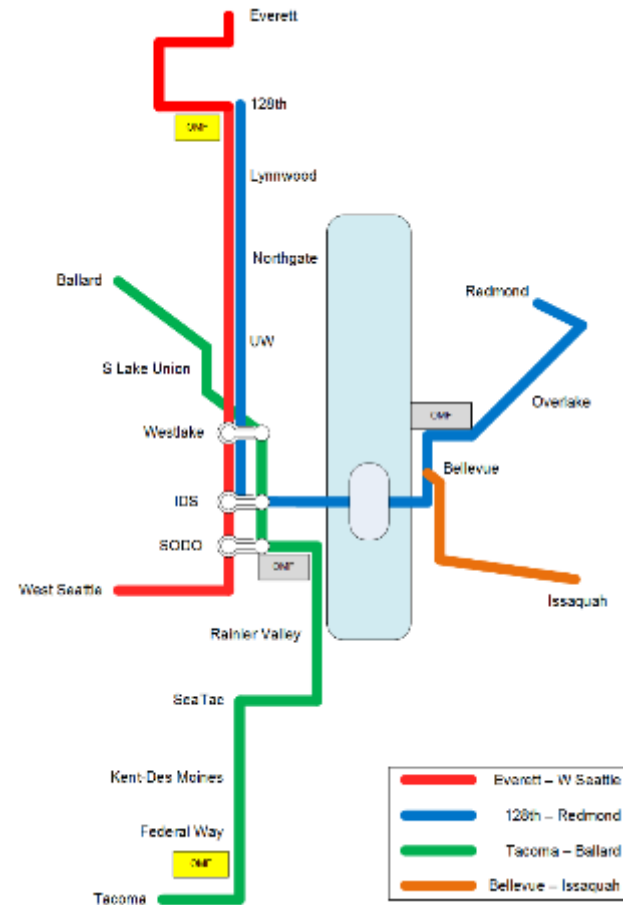 Everett
128th
OMF
Lynnwood
Northgate
Ballard
Redmond
UW
S Lake Union
Overlake
OMF
Westlake
Bellevue
IDS
SODO
OMF
West Seattle
Issaquah
Rainier Valley
SeaTac
Kent-Des Moines
Everett – W Seattle
128th – Redmond
Federal Way
Tacoma – Ballard
OMF
Bellevue – Issaquah
Tacoma